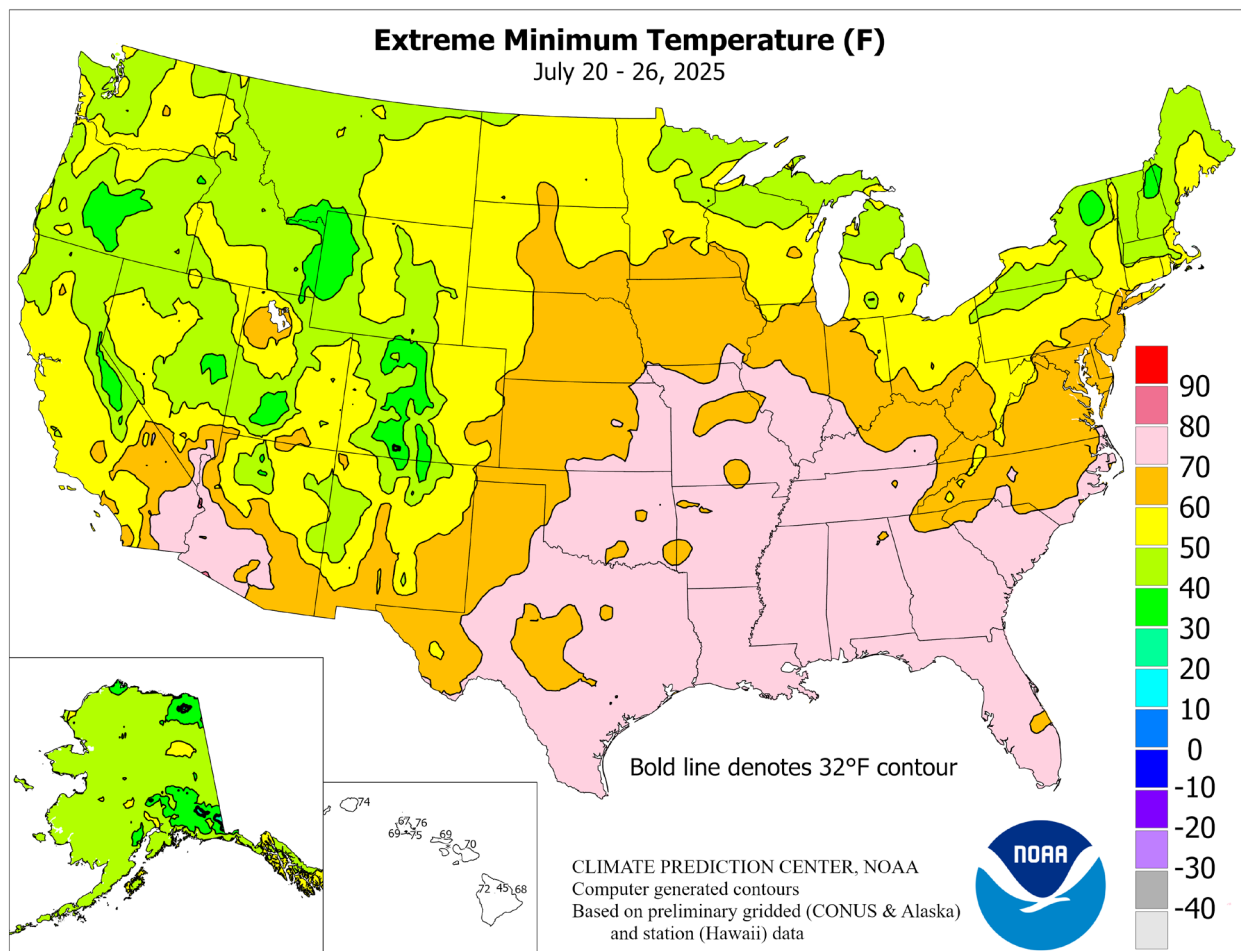 Extreme Minimum Temperature (F)
July 20 - 26, 2025
90
80
70
60
50
40
30
20
10
0
-10
-20
-30
-40
Bold line denotes 32°F contour
74
67 76
69 75
69
70
72 45 68
CLIMATE PREDICTION CENTER, NOAA
Computer generated contours
Based on preliminary gridded (CONUS & Alaska)
and station (Hawaii) data
NOAA